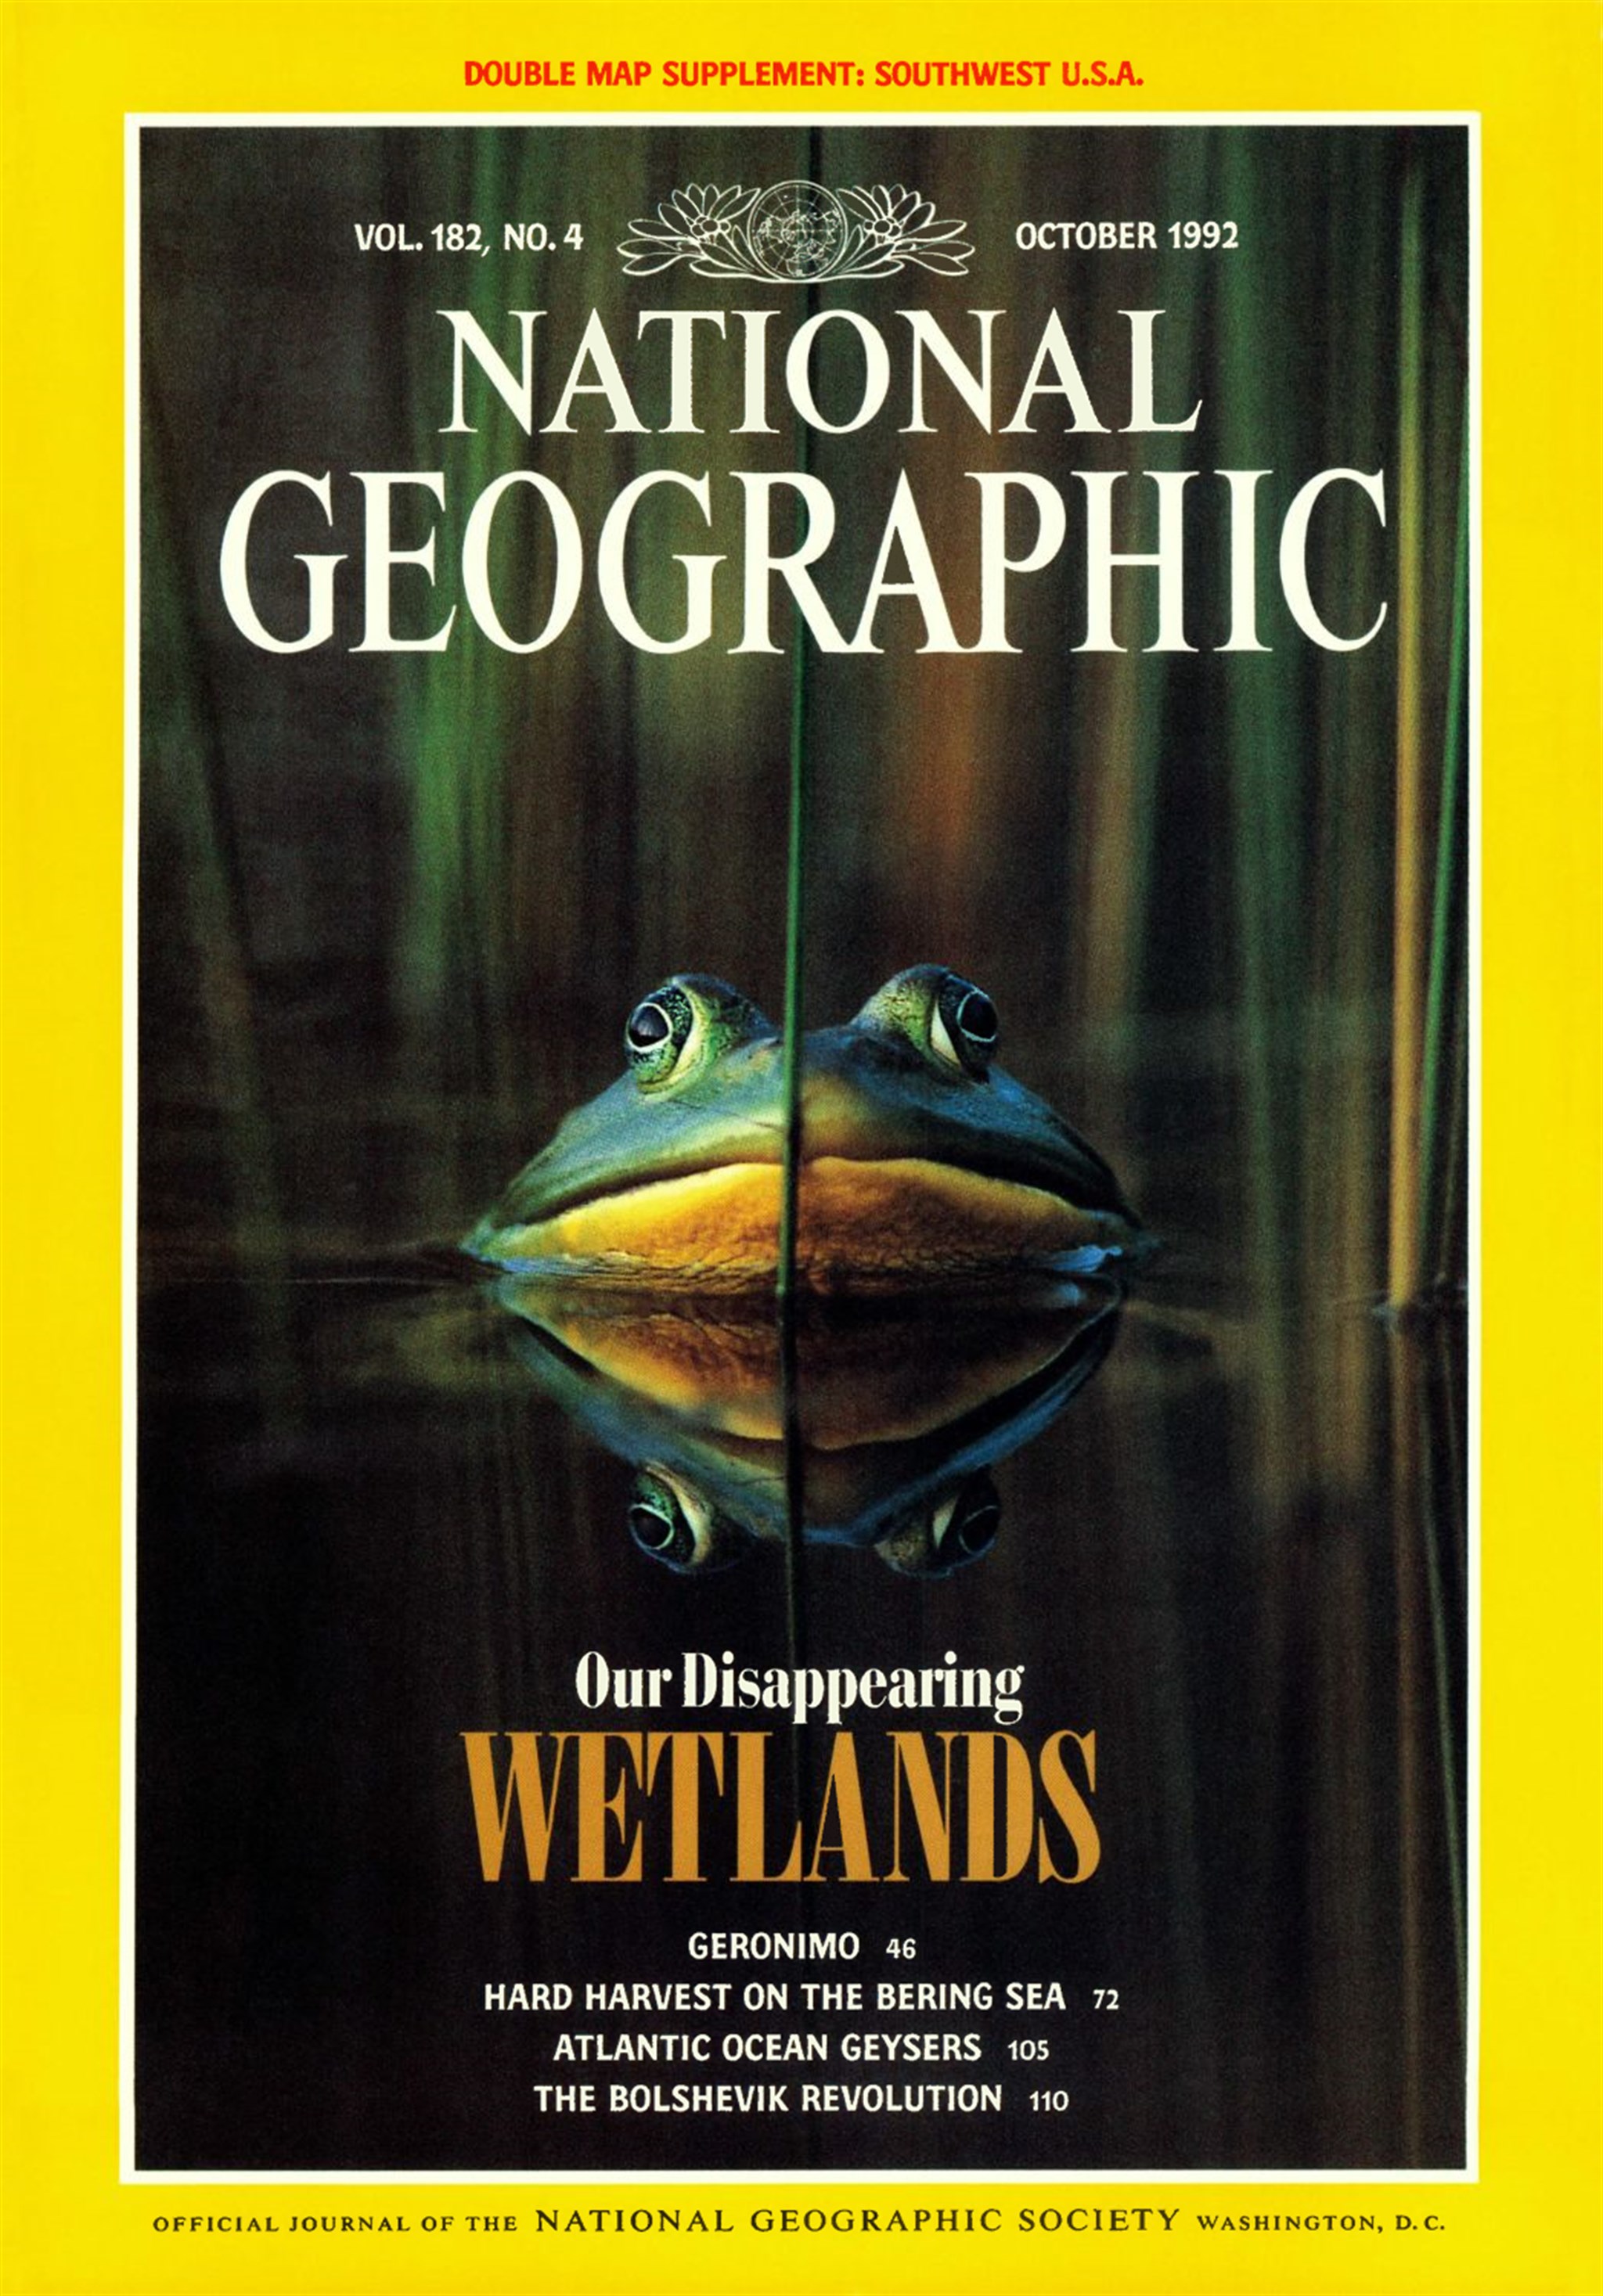 DOUBLE MAP SUPPLEMENT: SOUTHWEST U.S.A.
VOL. 182, NO. 4
OCTOBER 1992
NATIONAL
GEOGRAPHIC
Our Disappearing
WETLANDS
GERONIMO 46
HARD HARVEST ON THE BERING SEA 72
ATLANTIC OCEAN GEYSERS 105
THE BOLSHEVIK REVOLUTION 110
OFFICIAL JOURNAL OF THE NATIONAL GEOGRAPHIC SOCIETY WASHINGTON, D.C.